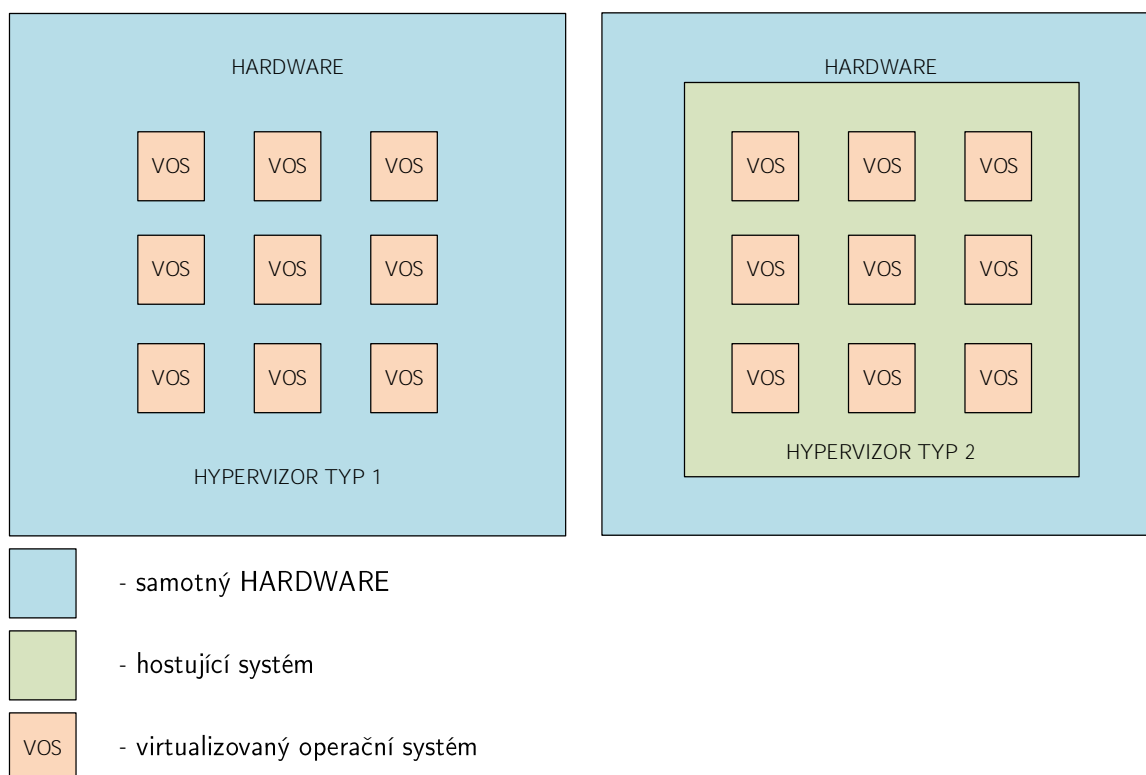 HARDWARE
VOS VOS VOS
VOS VOS VOS
VOS VOS VOS
HYPERVIZOR TYP 1
HARDWARE
VOS VOS VOS
VOS VOS VOS
VOS VOS VOS
HYPERVIZOR TYP 2
- samotný HARDWARE
- hostující systém
VOS - virtualizovaný operační systém